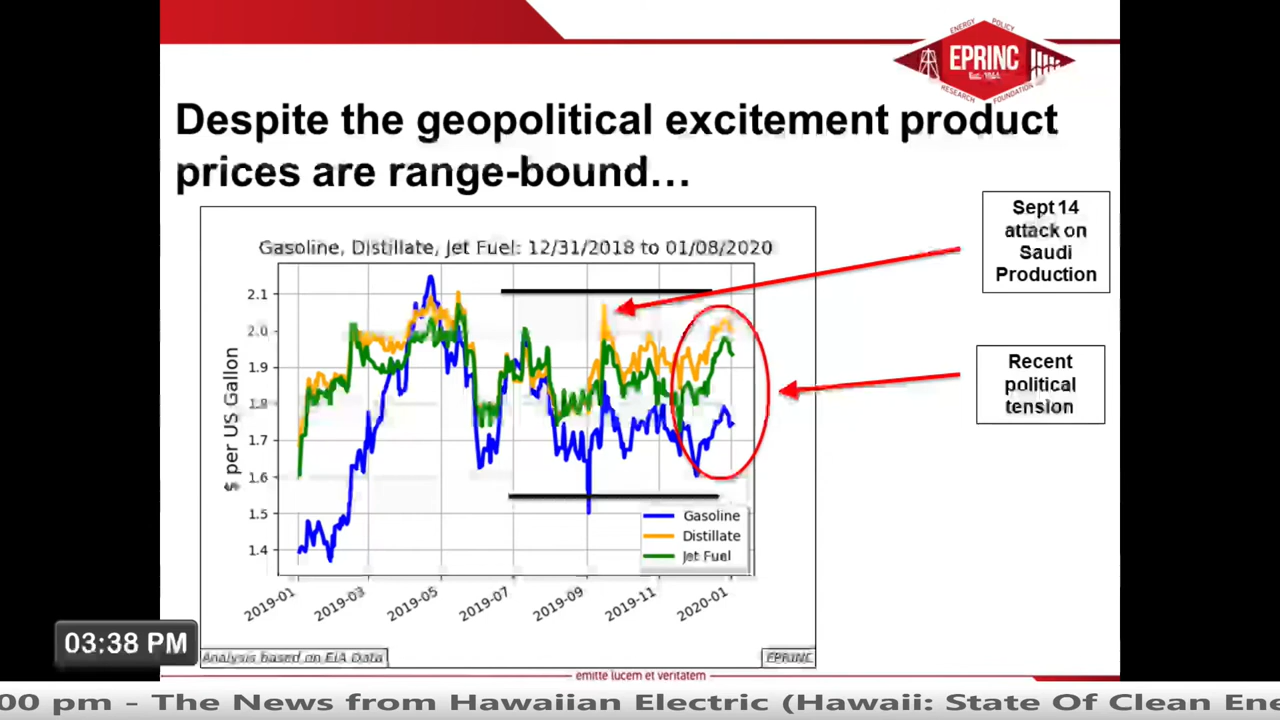 ENERGY POLICY
EPRINC
Est. 1944
RESEARCH FOUNDATION
Despite the geopolitical excitement product
prices are range-bound…
Sept 14
attack on
Saudi
Production
Gasoline, Distillate, Jet Fuel: 12/31/2018 to 01/08/2020
$ per US Gallon
2.1
2.0
1.9
1.8
1.7
1.6
1.5
1.4
Recent
political
tension
Gasoline
Distillate
Jet Fuel
2019-01
2019-03
2019-05
2019-07
2019-09
2019-11
2020-01
03:38 PM
Analysis based on EIA Data
EPRINC
emitte lucem et veritatem
00 pm - The News from Hawaiian Electric (Hawaii: State Of Clean Ene